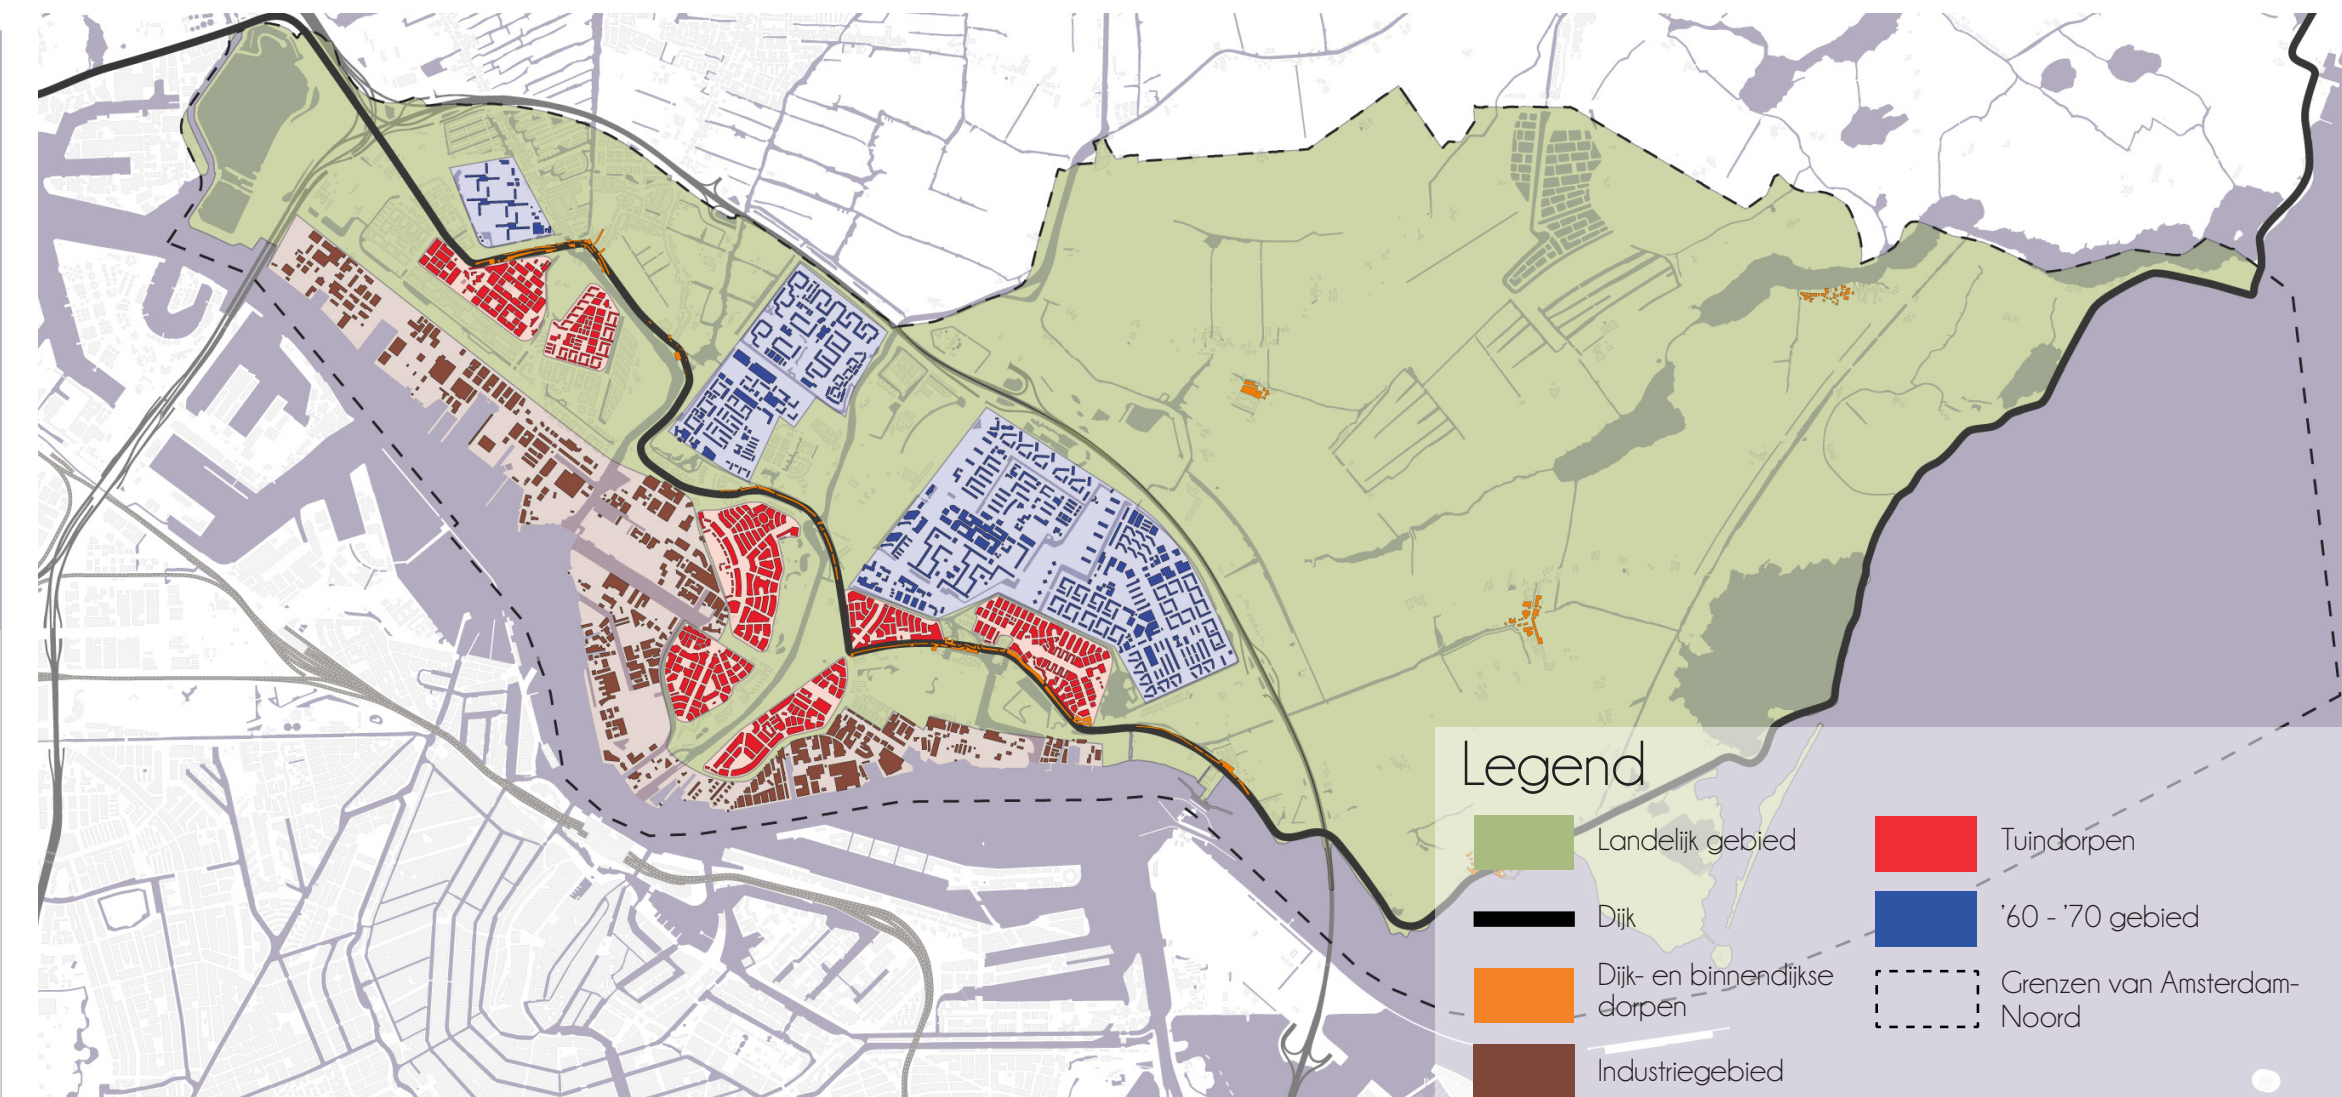 Legend
Landelijk gebied
Dijk
Dijk- en binnendijkse
dorpen
Industriegebied
Tuindorpen
'60 - '70 gebied
Grenzen van Amsterdam-
Noord